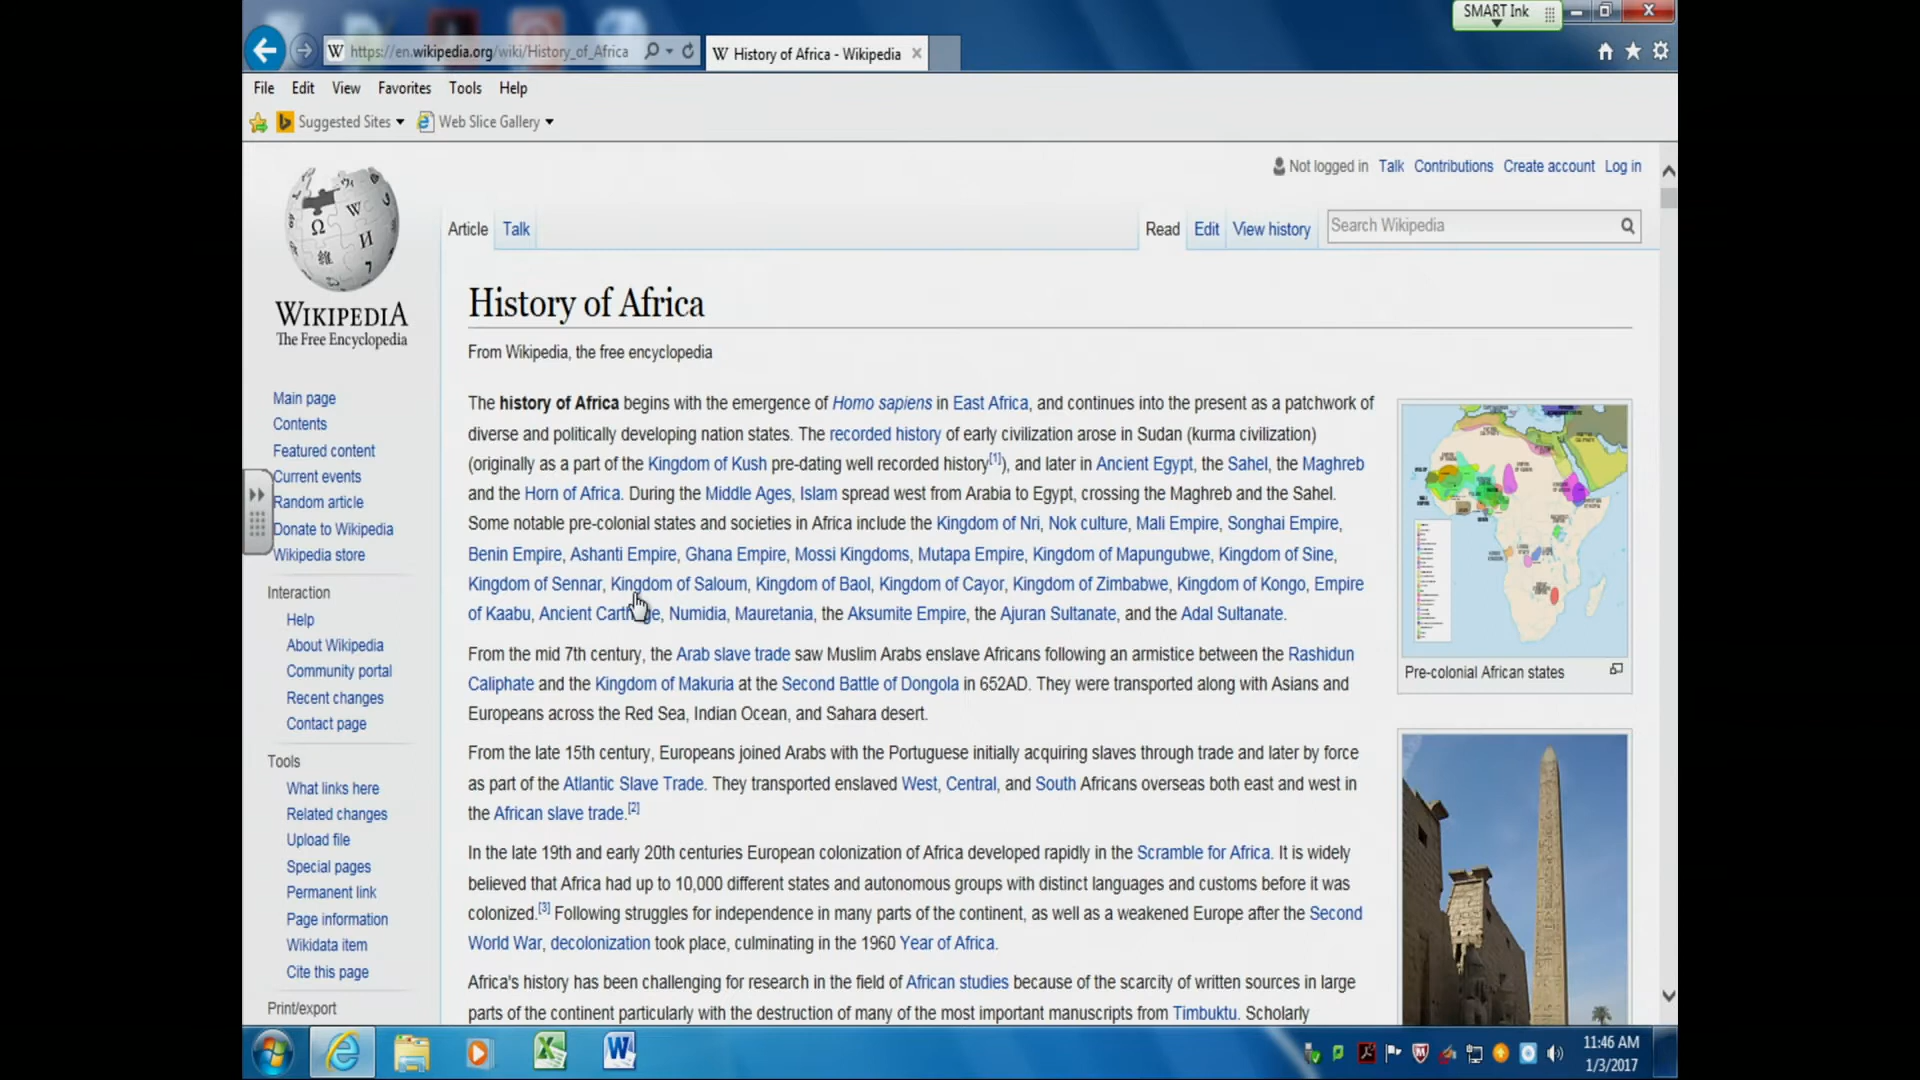 SMART Ink
https://en.wikipedia.org/wiki/History_of_Africa
W History of Africa - Wikipedia
File Edit View Favorites Tools Help
Suggested Sites Web Slice Gallery
Not logged in Talk Contributions Create account Log in
Article Talk Read Edit View history Search Wikipedia
WIKIPEDIA
The Free Encyclopedia
Main page
Contents
Featured content
Current events
Random article
Donate to Wikipedia
Wikipedia store
Interaction
Help
About Wikipedia
Community portal
Recent changes
Contact page
Tools
What links here
Related changes
Upload file
Special pages
Permanent link
Page information
Wikidata item
Cite this page
Print/export
History of Africa
From Wikipedia, the free encyclopedia
The history of Africa begins with the emergence of Homo sapiens in East Africa, and continues into the present as a patchwork of
diverse and politically developing nation states. The recorded history of early civilization arose in Sudan (kurma civilization)
(originally as a part of the Kingdom of Kush pre-dating well recorded history[1]), and later in Ancient Egypt, the Sahel, the Maghreb
and the Horn of Africa. During the Middle Ages, Islam spread west from Arabia to Egypt, crossing the Maghreb and the Sahel.
Some notable pre-colonial states and societies in Africa include the Kingdom of Nri, Nok culture, Mali Empire, Songhai Empire,
Benin Empire, Ashanti Empire, Ghana Empire, Mossi Kingdoms, Mutapa Empire, Kingdom of Mapungubwe, Kingdom of Sine,
Kingdom of Sennar, Kingdom of Saloum, Kingdom of Baol, Kingdom of Cayor, Kingdom of Zimbabwe, Kingdom of Kongo, Empire
of Kaabu, Ancient Carthage, Numidia, Mauretania, the Aksumite Empire, the Ajuran Sultanate, and the Adal Sultanate.
From the mid 7th century, the Arab slave trade saw Muslim Arabs enslave Africans following an armistice between the Rashidun
Caliphate and the Kingdom of Makuria at the Second Battle of Dongola in 652AD. They were transported along with Asians and
Europeans across the Red Sea, Indian Ocean, and Sahara desert.
From the late 15th century, Europeans joined Arabs with the Portuguese initially acquiring slaves through trade and later by force
as part of the Atlantic Slave Trade. They transported enslaved West, Central, and South Africans overseas both east and west in
the African slave trade.[2]
In the late 19th and early 20th centuries European colonization of Africa developed rapidly in the Scramble for Africa. It is widely
believed that Africa had up to 10,000 different states and autonomous groups with distinct languages and customs before it was
colonized.[3] Following struggles for independence in many parts of the continent, as well as a weakened Europe after the Second
World War, decolonization took place, culminating in the 1960 Year of Africa.
Africa's history has been challenging for research in the field of African studies because of the scarcity of written sources in large
parts of the continent particularly with the destruction of many of the most important manuscripts from Timbuktu. Scholarly
Pre-colonial African states
11:46 AM
1/3/2017